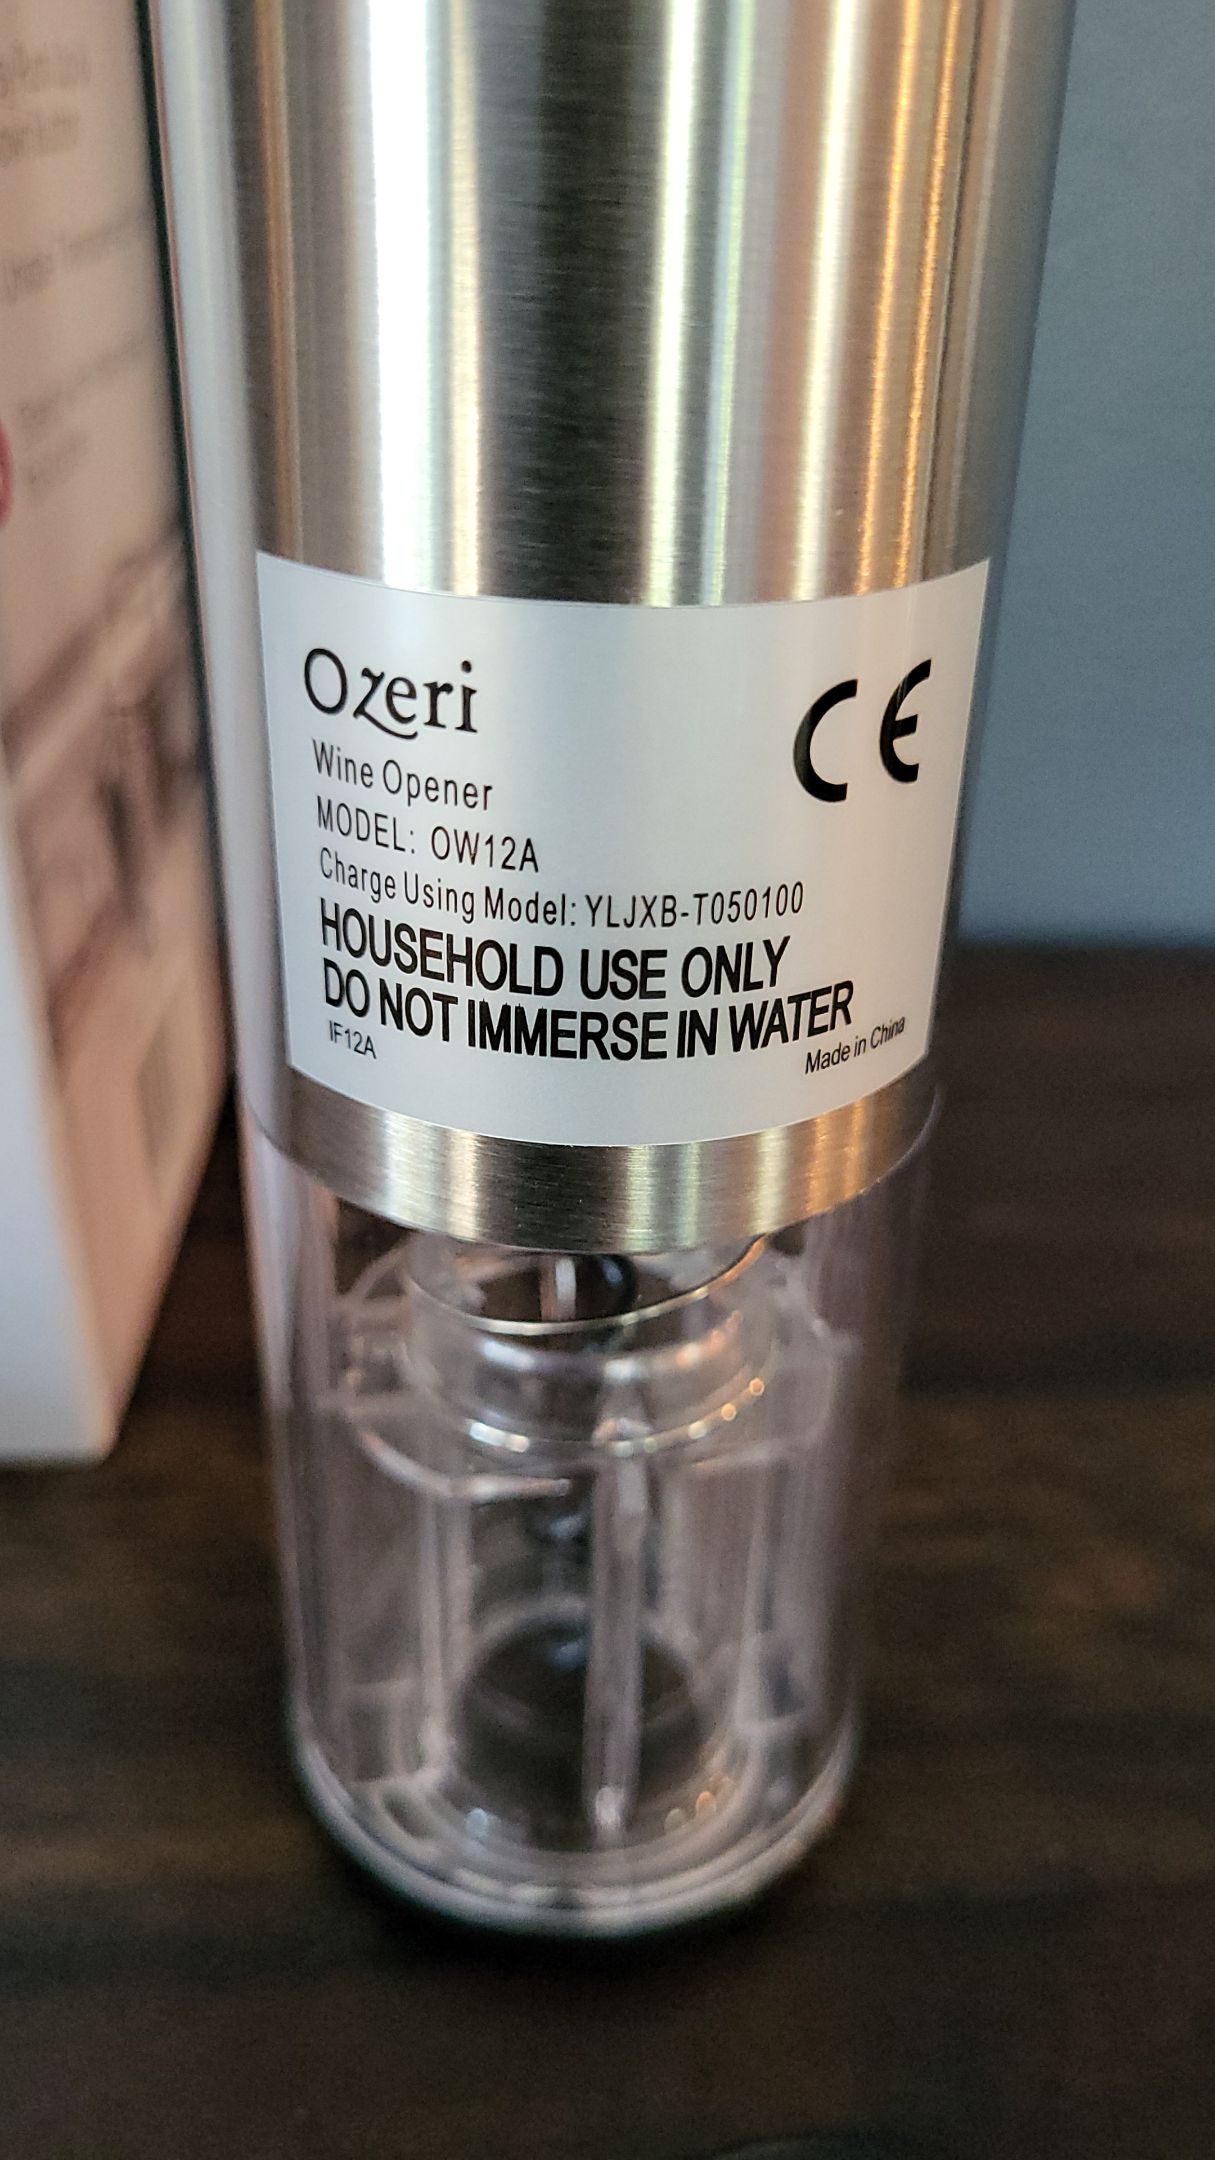 Ozeri
CE
Wine Opener
MODEL: OW12A
Charge Using Model: YLJXB-T050100
HOUSEHOLD USE ONLY
DO NOT IMMERSE IN WATER
IF12A
Made in China